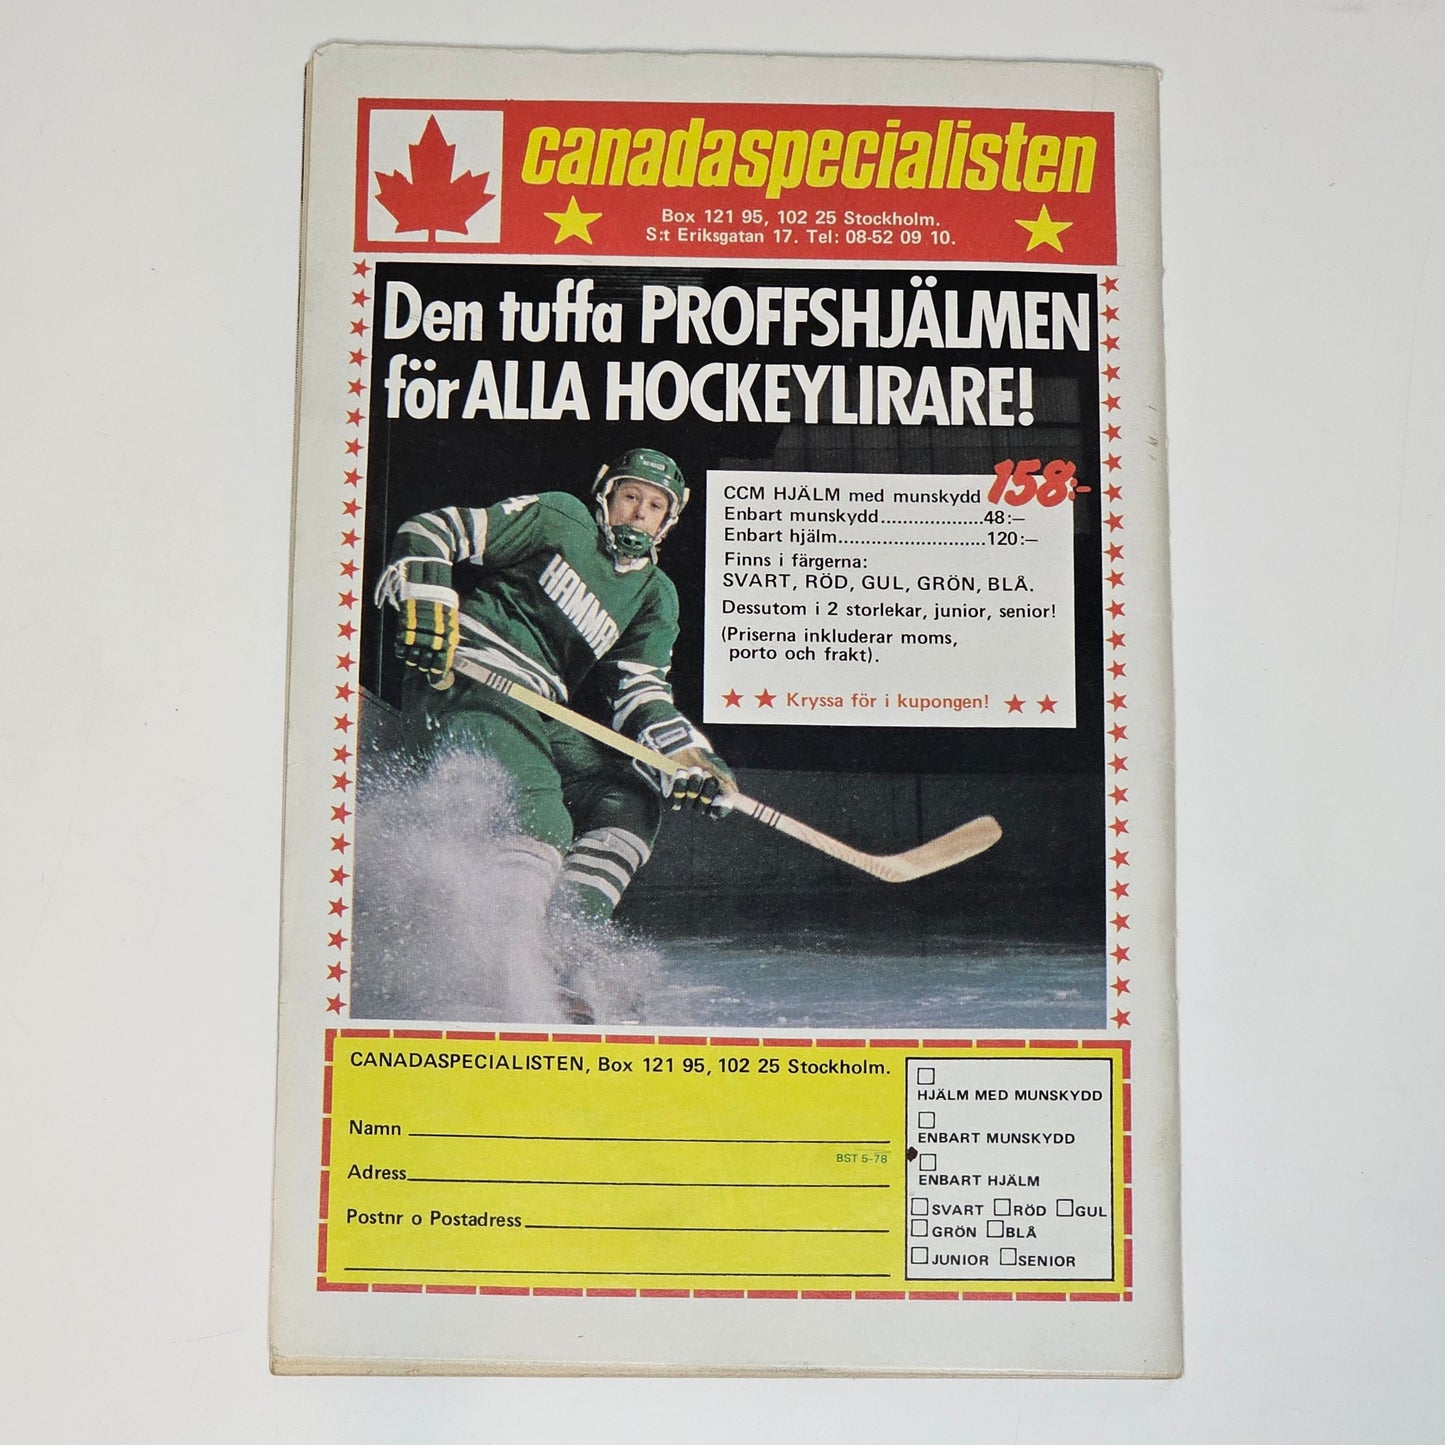 canadaspecialisten
Box 121 95, 102 25 Stockholm.
S:t Eriksgatan 17. Tel: 08-52 09 10.
Den tuffa PROFFSHJÄLMEN
för ALLA HOCKEYLIRARE!
CCM HJÄLM med munskydd 158:-
Enbart munskydd...................48:—
Enbart hjälm...........................120:—
Finns i färgerna:
SVART, RÖD, GUL, GRÖN, BLÅ.
Dessutom i 2 storlekar, junior, senior!
(Priserna inkluderar moms,
porto och frakt).
Kryssa för i kupongen!
HAMMAR
CANADASPECIALISTEN, Box 121 95, 102 25 Stockholm.
Namn
BST 5-78
Adress
Postnr o Postadress
HJÄLM MED MUNSKYDD
ENBART MUNSKYDD
ENBART HJÄLM
SVART RÖD GUL
GRÖN BLÅ
JUNIOR SENIOR